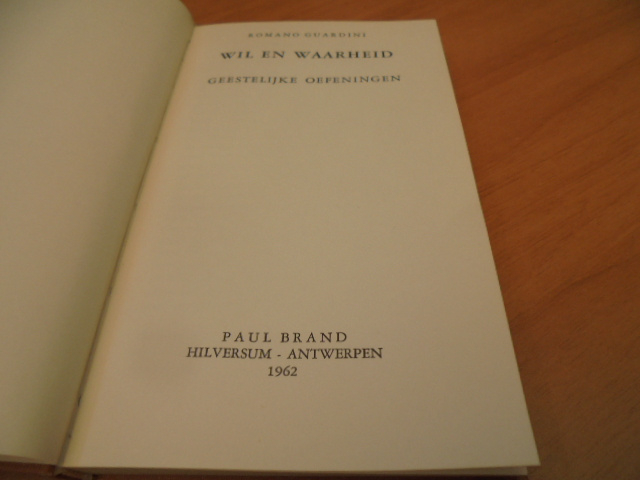 ROMANO GUARDINI
WIL EN WAARHEID
GEESTELIJKE OEFENINGEN
PAUL BRAND
HILVERSUM - ANTWERPEN
1962